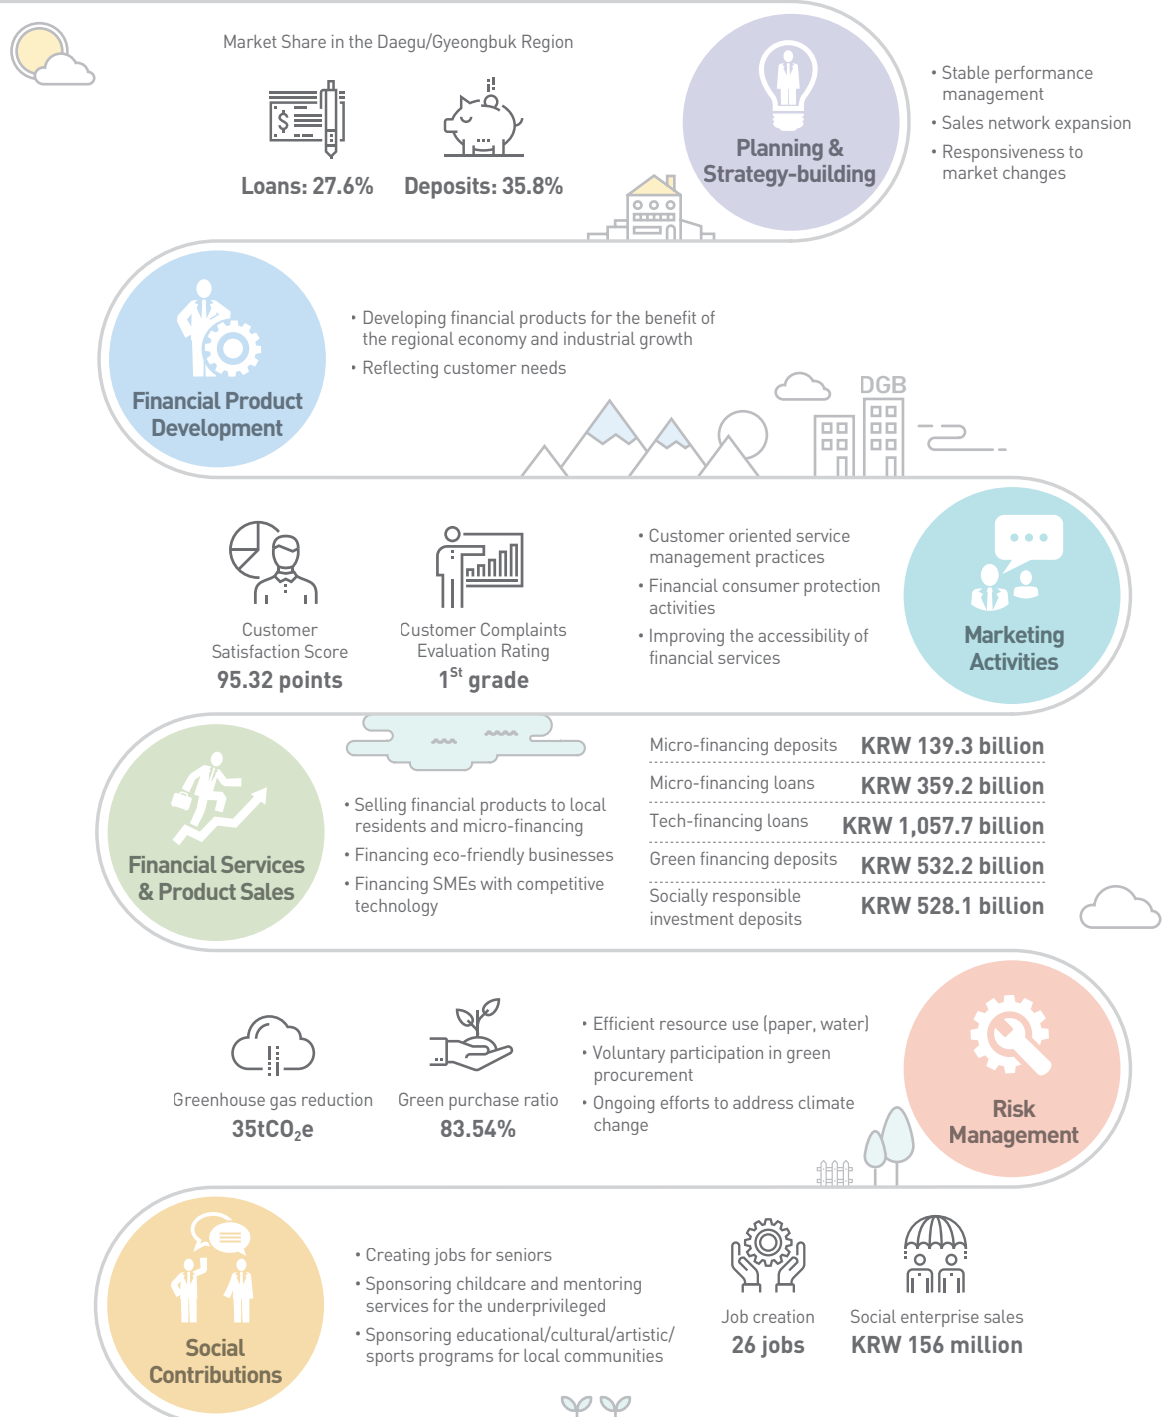 Market Share in the Daegu/Gyeongbuk Region
$
Loans: 27.6%
Deposits: 35.8%
Planning &
Strategy-building
• Stable performance
management
• Sales network expansion
• Responsiveness to
market changes
Financial Product
Development
• Developing financial products for the benefit of
the regional economy and industrial growth
• Reflecting customer needs
DGB
Customer
Satisfaction Score
95.32 points
Customer Complaints
Evaluation Rating
1St grade
• Customer oriented service
management practices
• Financial consumer protection
activities
• Improving the accessibility of
financial services
Marketing
Activities
Financial Services
& Product Sales
• Selling financial products to local
residents and micro-financing
• Financing eco-friendly businesses
• Financing SMEs with competitive
technology
Micro-financing deposits KRW 139.3 billion
Micro-financing loans KRW 359.2 billion
Tech-financing loans KRW 1,057.7 billion
Green financing deposits KRW 532.2 billion
Socially responsible
investment deposits KRW 528.1 billion
Greenhouse gas reduction
35tCO₂e
Green purchase ratio
83.54%
• Efficient resource use (paper, water)
• Voluntary participation in green
procurement
• Ongoing efforts to address climate
change
Risk
Management
Social
Contributions
• Creating jobs for seniors
• Sponsoring childcare and mentoring
services for the underprivileged
• Sponsoring educational/cultural/artistic/
sports programs for local communities
Job creation
26 jobs
Social enterprise sales
KRW 156 million